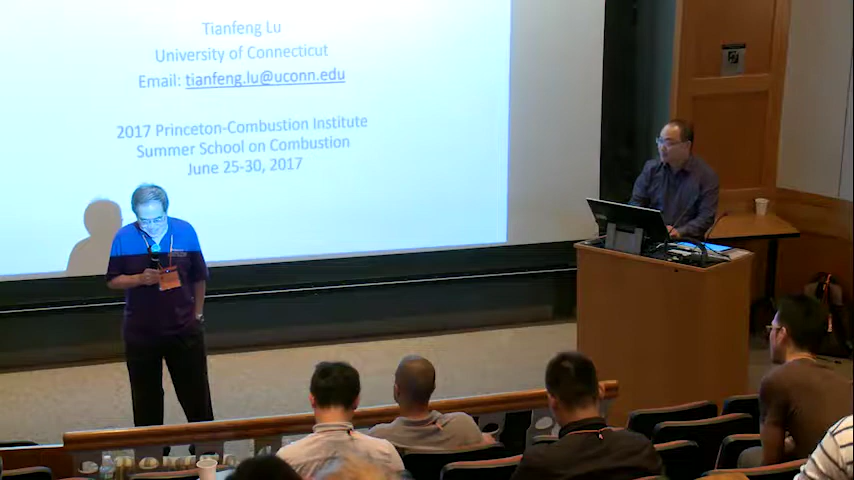 Tianfeng Lu
University of Connecticut
Email: tianfeng.lu@uconn.edu
2017 Princeton-Combustion Institute
Summer School on Combustion
June 25-30, 2017